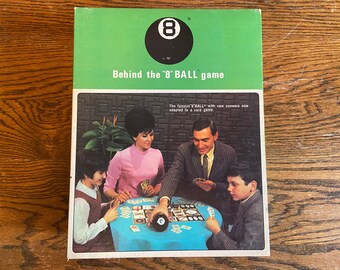 8
Behind the "8" BALL game
The famous "8 BALL" with new answers now
adapted to a card game.